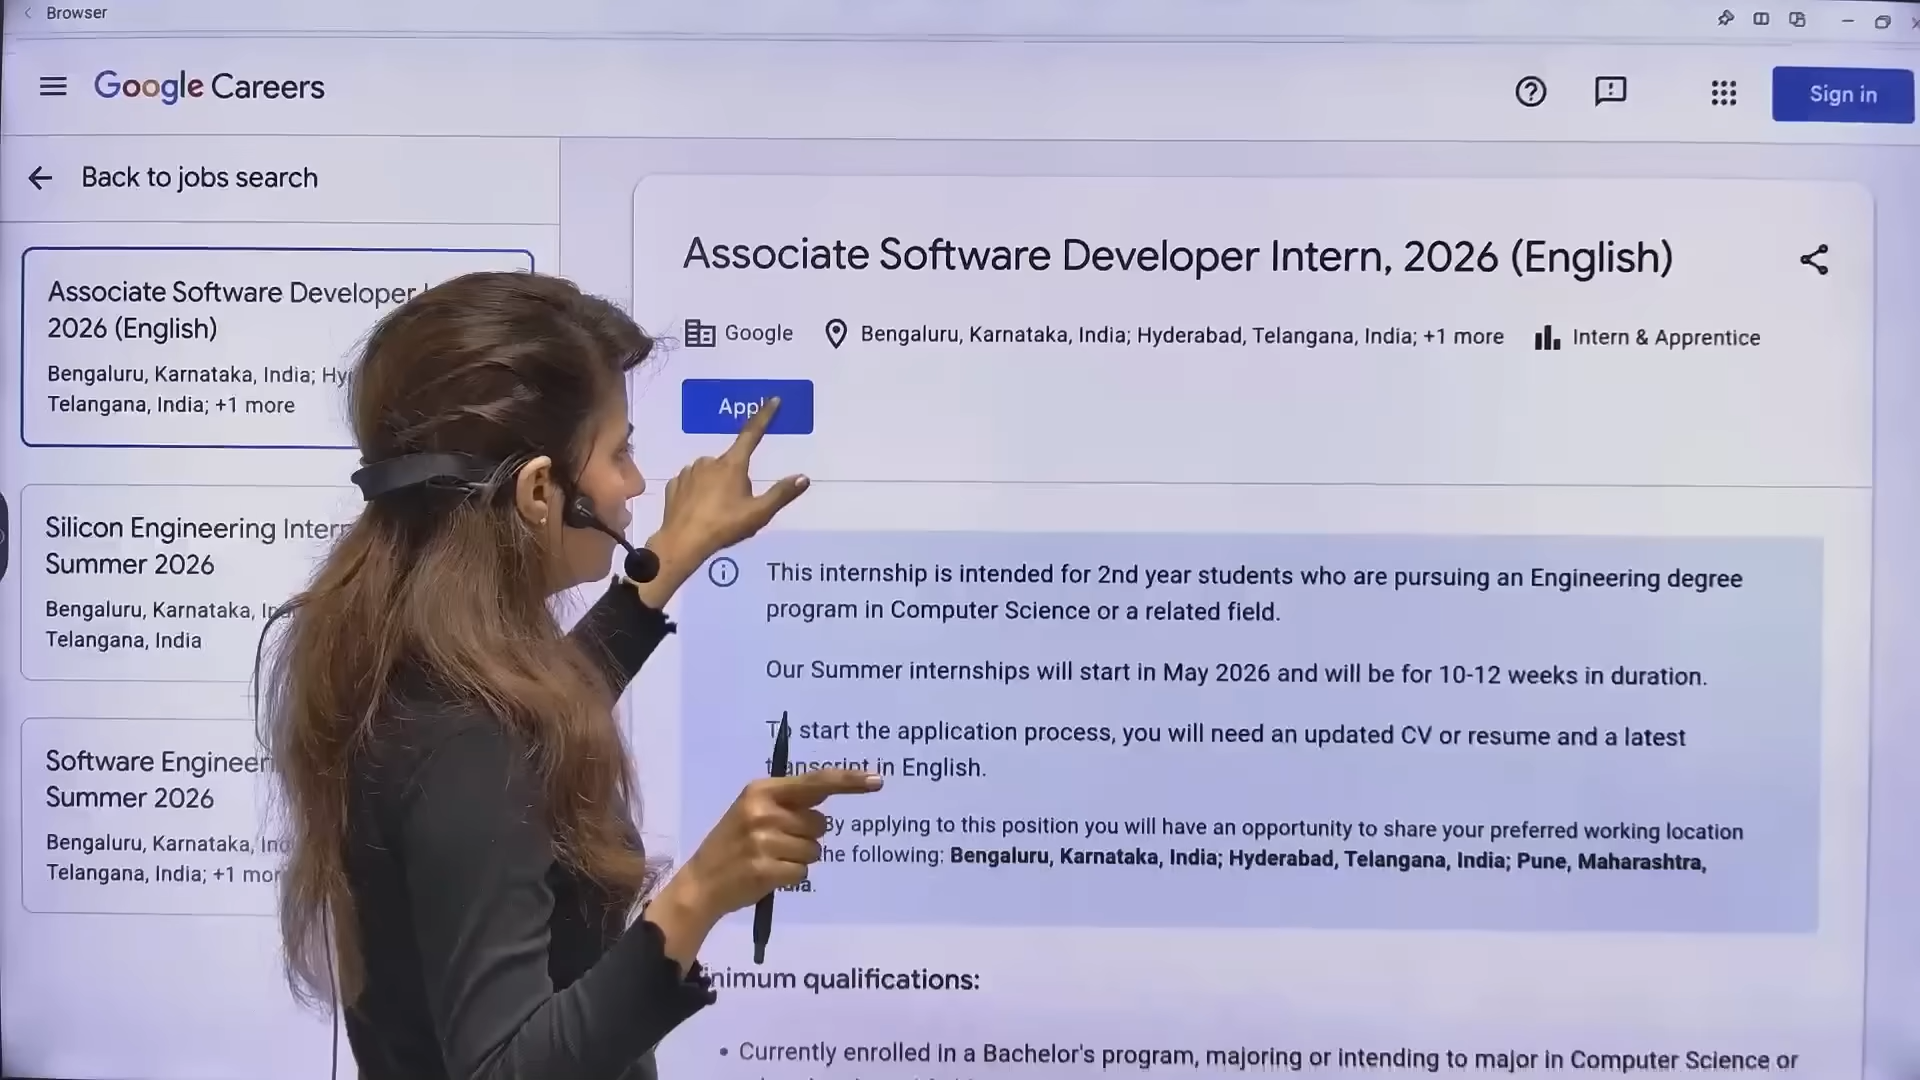 Browser
Google Careers
Sign in
Back to jobs search
Associate Software Developer
2026 (English)
Bengaluru, Karnataka, India;
Telangana, India; +1 more
Silicon Engineering
Summer 2026
Bengaluru, Karnataka,
Telangana, India
Software
Summer 2026
Bengaluru, Karnataka,
Telangana, India; +1
Associate Software Developer Intern, 2026 (English)
Google
Bengaluru, Karnataka, India; Hyderabad, Telangana, India; +1 more
Intern & Apprentice
This internship is intended for 2nd year students who are pursuing an Engineering degree
program in Computer Science or a related field.
Our Summer internships will start in May 2026 and will be for 10-12 weeks in duration.
To start the application process, you will need an updated CV or resume and a latest
transcript in English.
By applying to this position you will have an opportunity to share your preferred working location
the following: Bengaluru, Karnataka, India; Hyderabad, Telangana, India; Pune, Maharashtra,
qualifications:
• Currently enrolled in a Bachelor's program, majoring or intending to major in Computer Science or